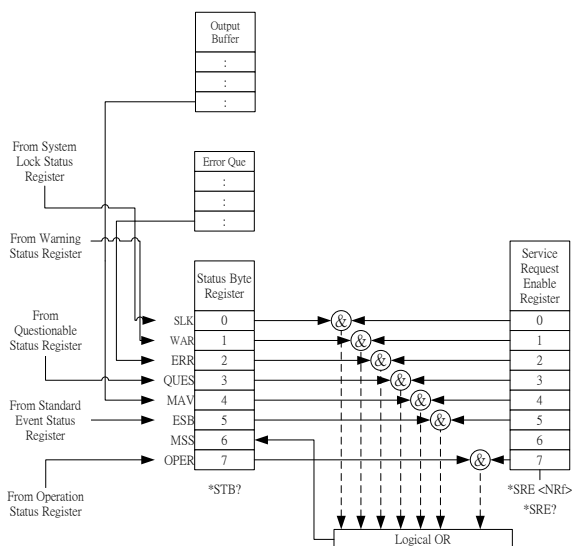 Output
Buffer
:
:
:
From System
Lock Status
Register
Error Que
:
:
:
From Warning
Status Register
Status Byte
Register
Service
Request
Enable
Register
From
Questionable
Status Register
SLK 0 & 0
WAR 1 & 1
ERR 2 & 2
QUES 3 & 3
MAV 4 & 4
From Standard
Event Status
Register
ESB 5 & 5
MSS 6 6
OPER 7 & 7
From Operation
Status Register
*STB?
*SRE <NRf>
*SRE?
Logical OR